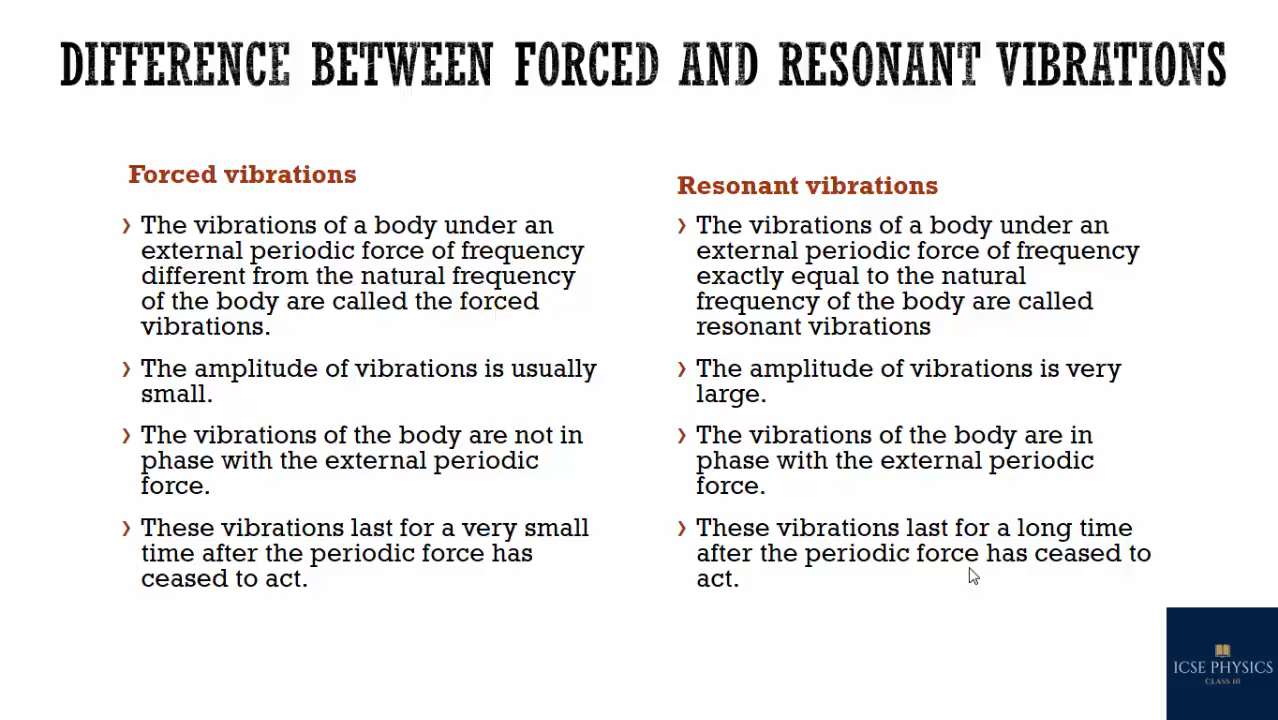 DIFFERENCE BETWEEN FORCED AND RESONANT VIBRATIONS
Forced vibrations
› The vibrations of a body under an
external periodic force of frequency
different from the natural frequency
of the body are called the forced
vibrations.
› The amplitude of vibrations is usually
small.
› The vibrations of the body are not in
phase with the external periodic
force.
› These vibrations last for a very small
time after the periodic force has
ceased to act.
Resonant vibrations
› The vibrations of a body under an
external periodic force of frequency
exactly equal to the natural
frequency of the body are called
resonant vibrations
› The amplitude of vibrations is very
large.
› The vibrations of the body are in
phase with the external periodic
force.
› These vibrations last for a long time
after the periodic force has ceased to
act.
ICSE PHYSICS
CLASS 10